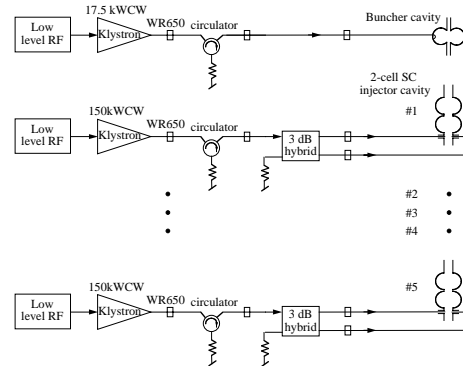 17.5 kWCW
Buncher cavity
Low
level RF
Klystron
WR650
circulator
2-cell SC
injector cavity
150kWCW
#1
Low
level RF
Klystron
WR650
circulator
3 dB
hybrid
#2
#3
#4
150kWCW
#5
Low
level RF
Klystron
WR650
circulator
3 dB
hybrid